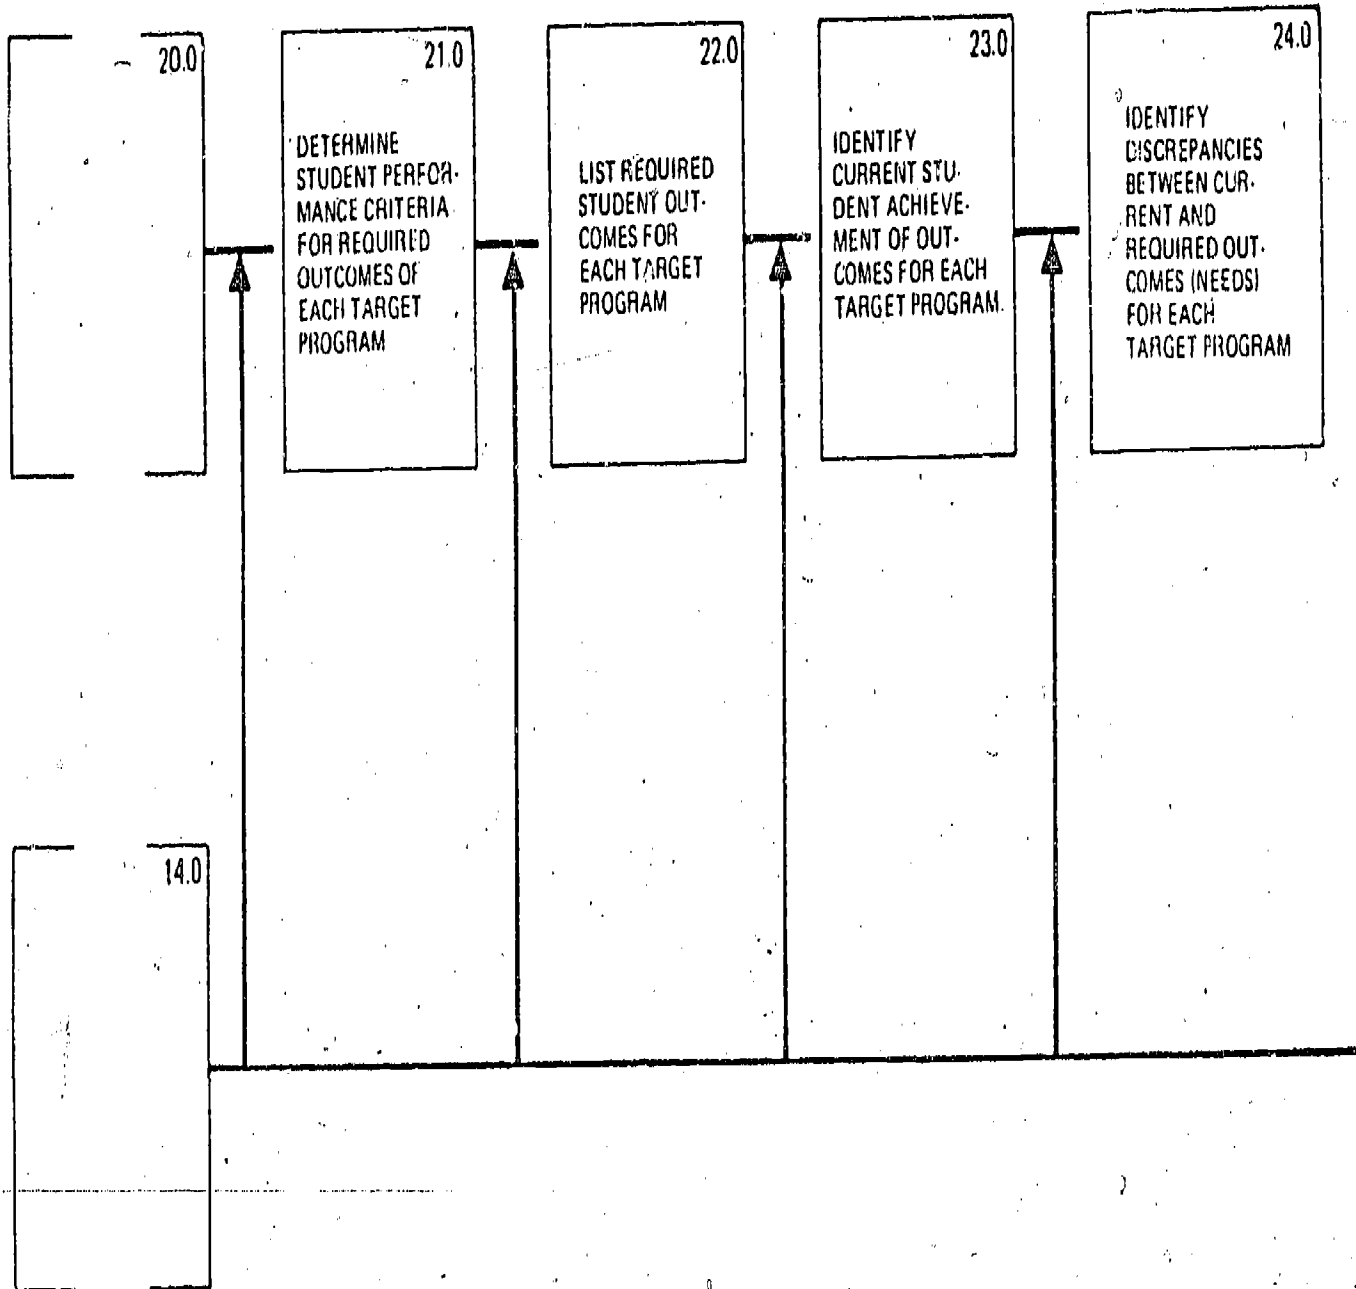 20.0
21.0
DETERMINE
STUDENT PERFOR-
MANCE CRITERIA
FOR REQUIRED
OUTCOMES OF
EACH TARGET
PROGRAM
22.0
LIST REQUIRED
STUDENT OUT-
COMES FOR
EACH TARGET
PROGRAM
23.0
IDENTIFY
CURRENT STU-
DENT ACHIEVE-
MENT OF OUT-
COMES FOR EACH
TARGET PROGRAM
24.0
IDENTIFY
DISCREPANCIES
BETWEEN CUR-
RENT AND
REQUIRED OUT-
COMES (NEEDS)
FOR EACH
TARGET PROGRAM
14.0